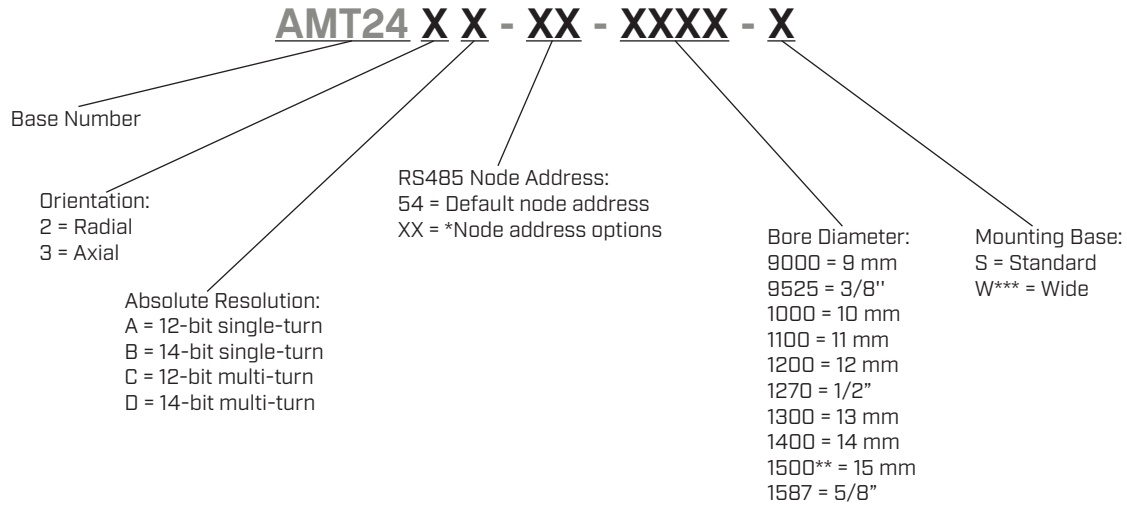 AMT24 X X - XX - XXXX - X
Base Number
Orientation:
2 = Radial
3 = Axial
Absolute Resolution:
A = 12-bit single-turn
B = 14-bit single-turn
C = 12-bit multi-turn
D = 14-bit multi-turn
RS485 Node Address:
54 = Default node address
XX = *Node address options
Bore Diameter:
9000 = 9 mm
9525 = 3/8''
1000 = 10 mm
1100 = 11 mm
1200 = 12 mm
1270 = 1/2”
1300 = 13 mm
1400 = 14 mm
1500** = 15 mm
1587 = 5/8”
Mounting Base:
S = Standard
W*** = Wide